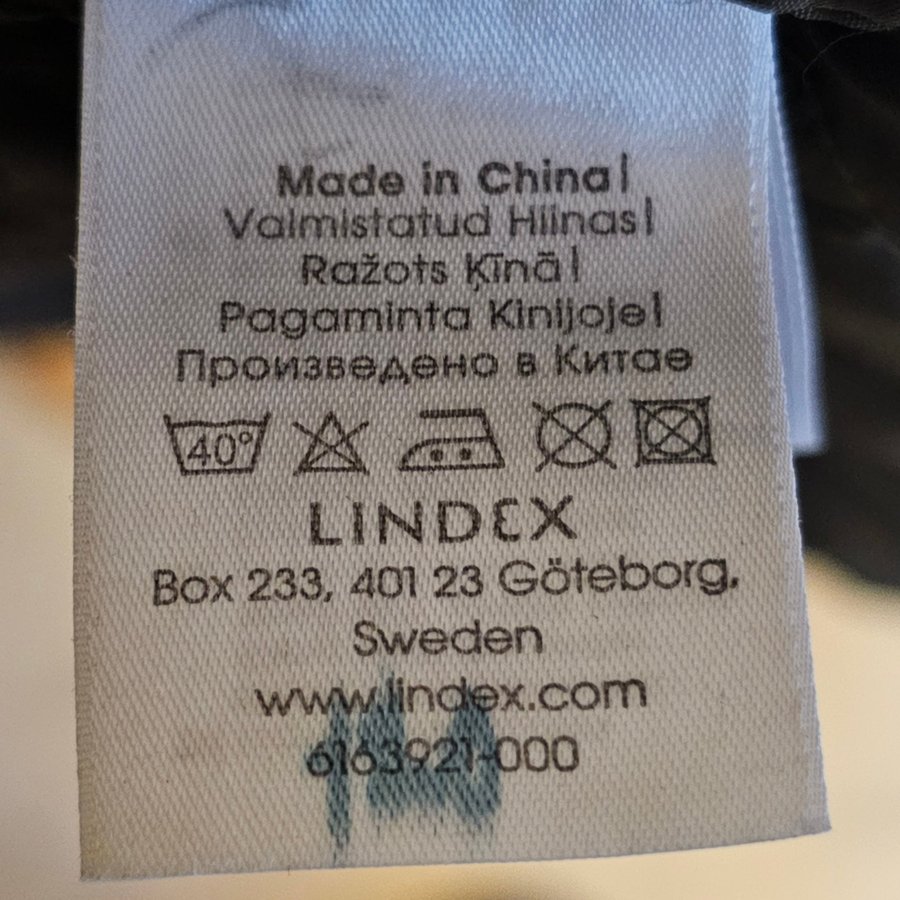 Made in China|
Valmistatud Hiinas|
Ražots Ķīnā|
Pagaminta Kinijoje|
Произведено в Китае
40°
LINDEX
Box 233, 401 23 Göteborg,
Sweden
www.lindex.com
6163921-000